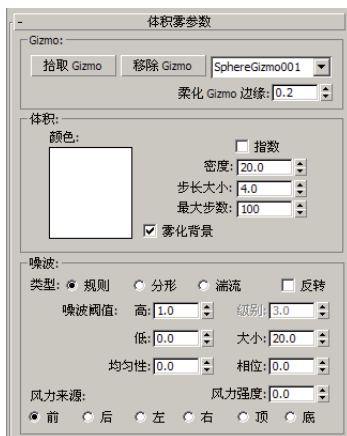 - 体积雾参数
Gizmo:
拾取 Gizmo 移除 Gizmo SphereGizmo001
柔化 Gizmo 边缘: 0.2
体积:
颜色:
指数
密度: 20.0
步长大小: 4.0
最大步数: 100
雾化背景
噪波:
类型: 规则 分形 湍流 反转
噪波阈值: 高: 1.0 级别: 3.0
低: 0.0 大小: 20.0
均匀性: 0.0 相位: 0.0
风力来源: 风力强度: 0.0
前 后 左 右 顶 底